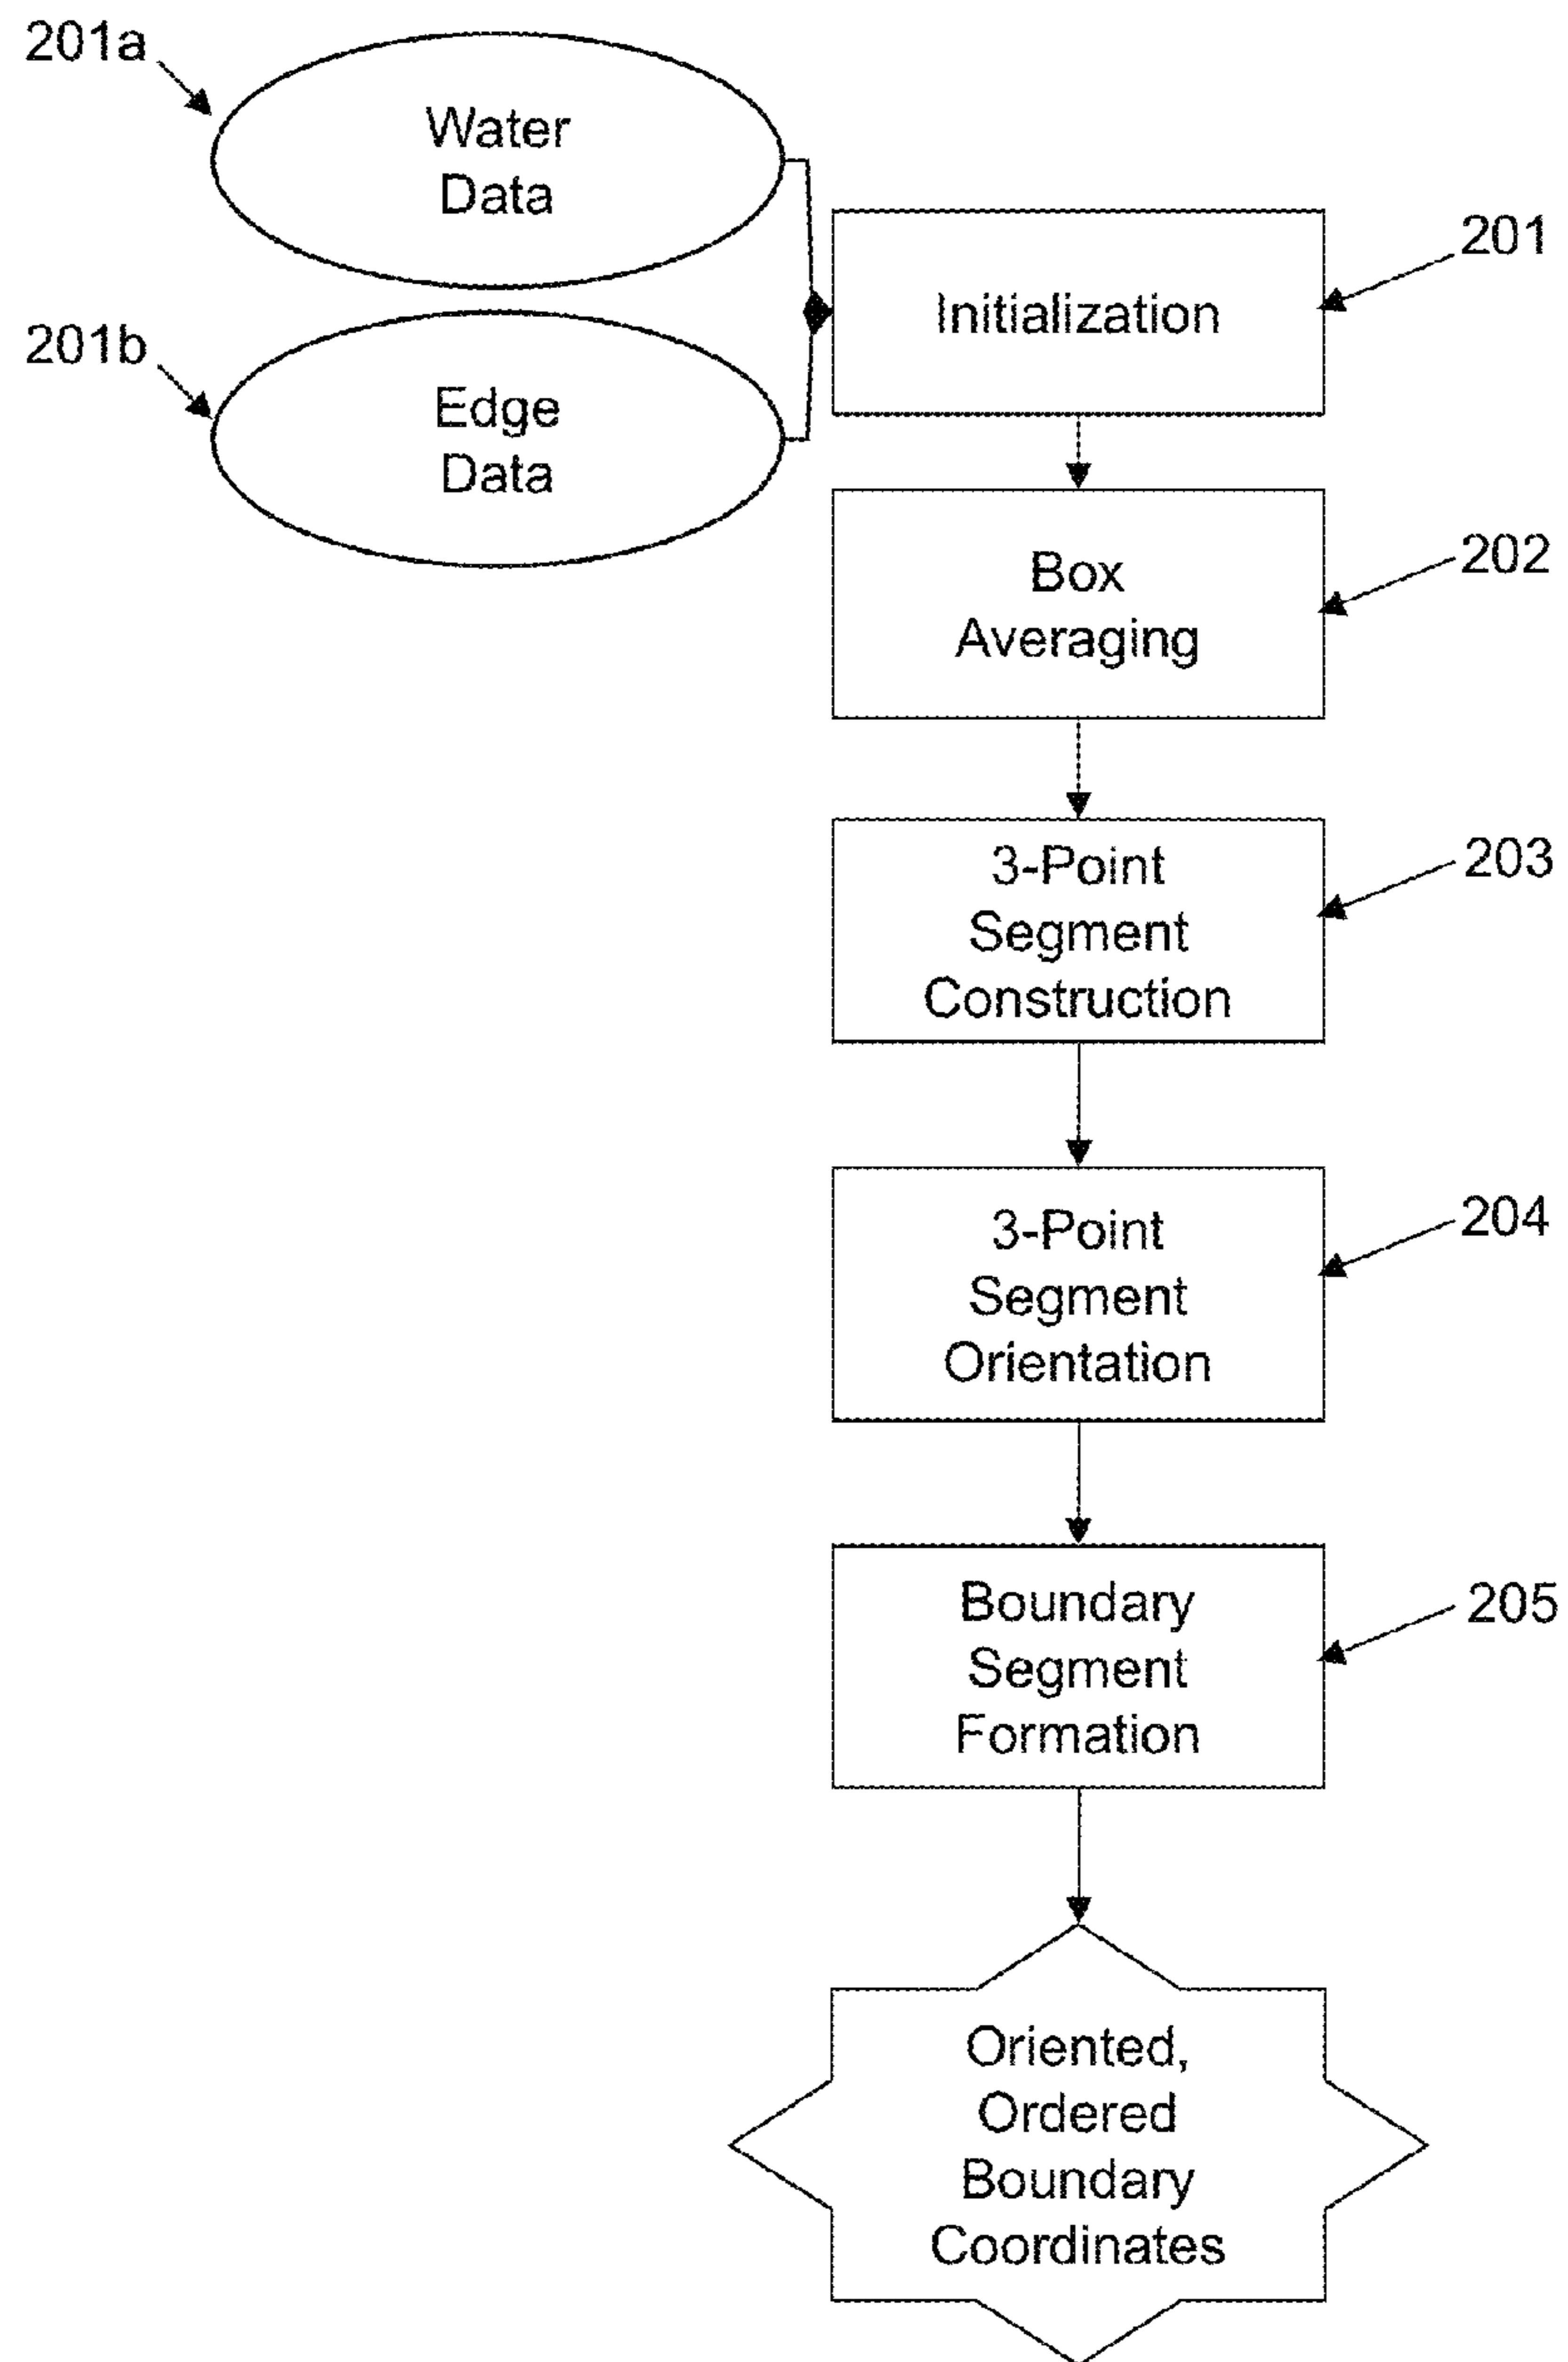 201a
Water
Data
201
Initialization
201b
Edge
Data
202
Box
Averaging
203
3-Point
Segment
Construction
204
3-Point
Segment
Orientation
205
Boundary
Segment
Formation
Oriented,
Ordered
Boundary
Coordinates